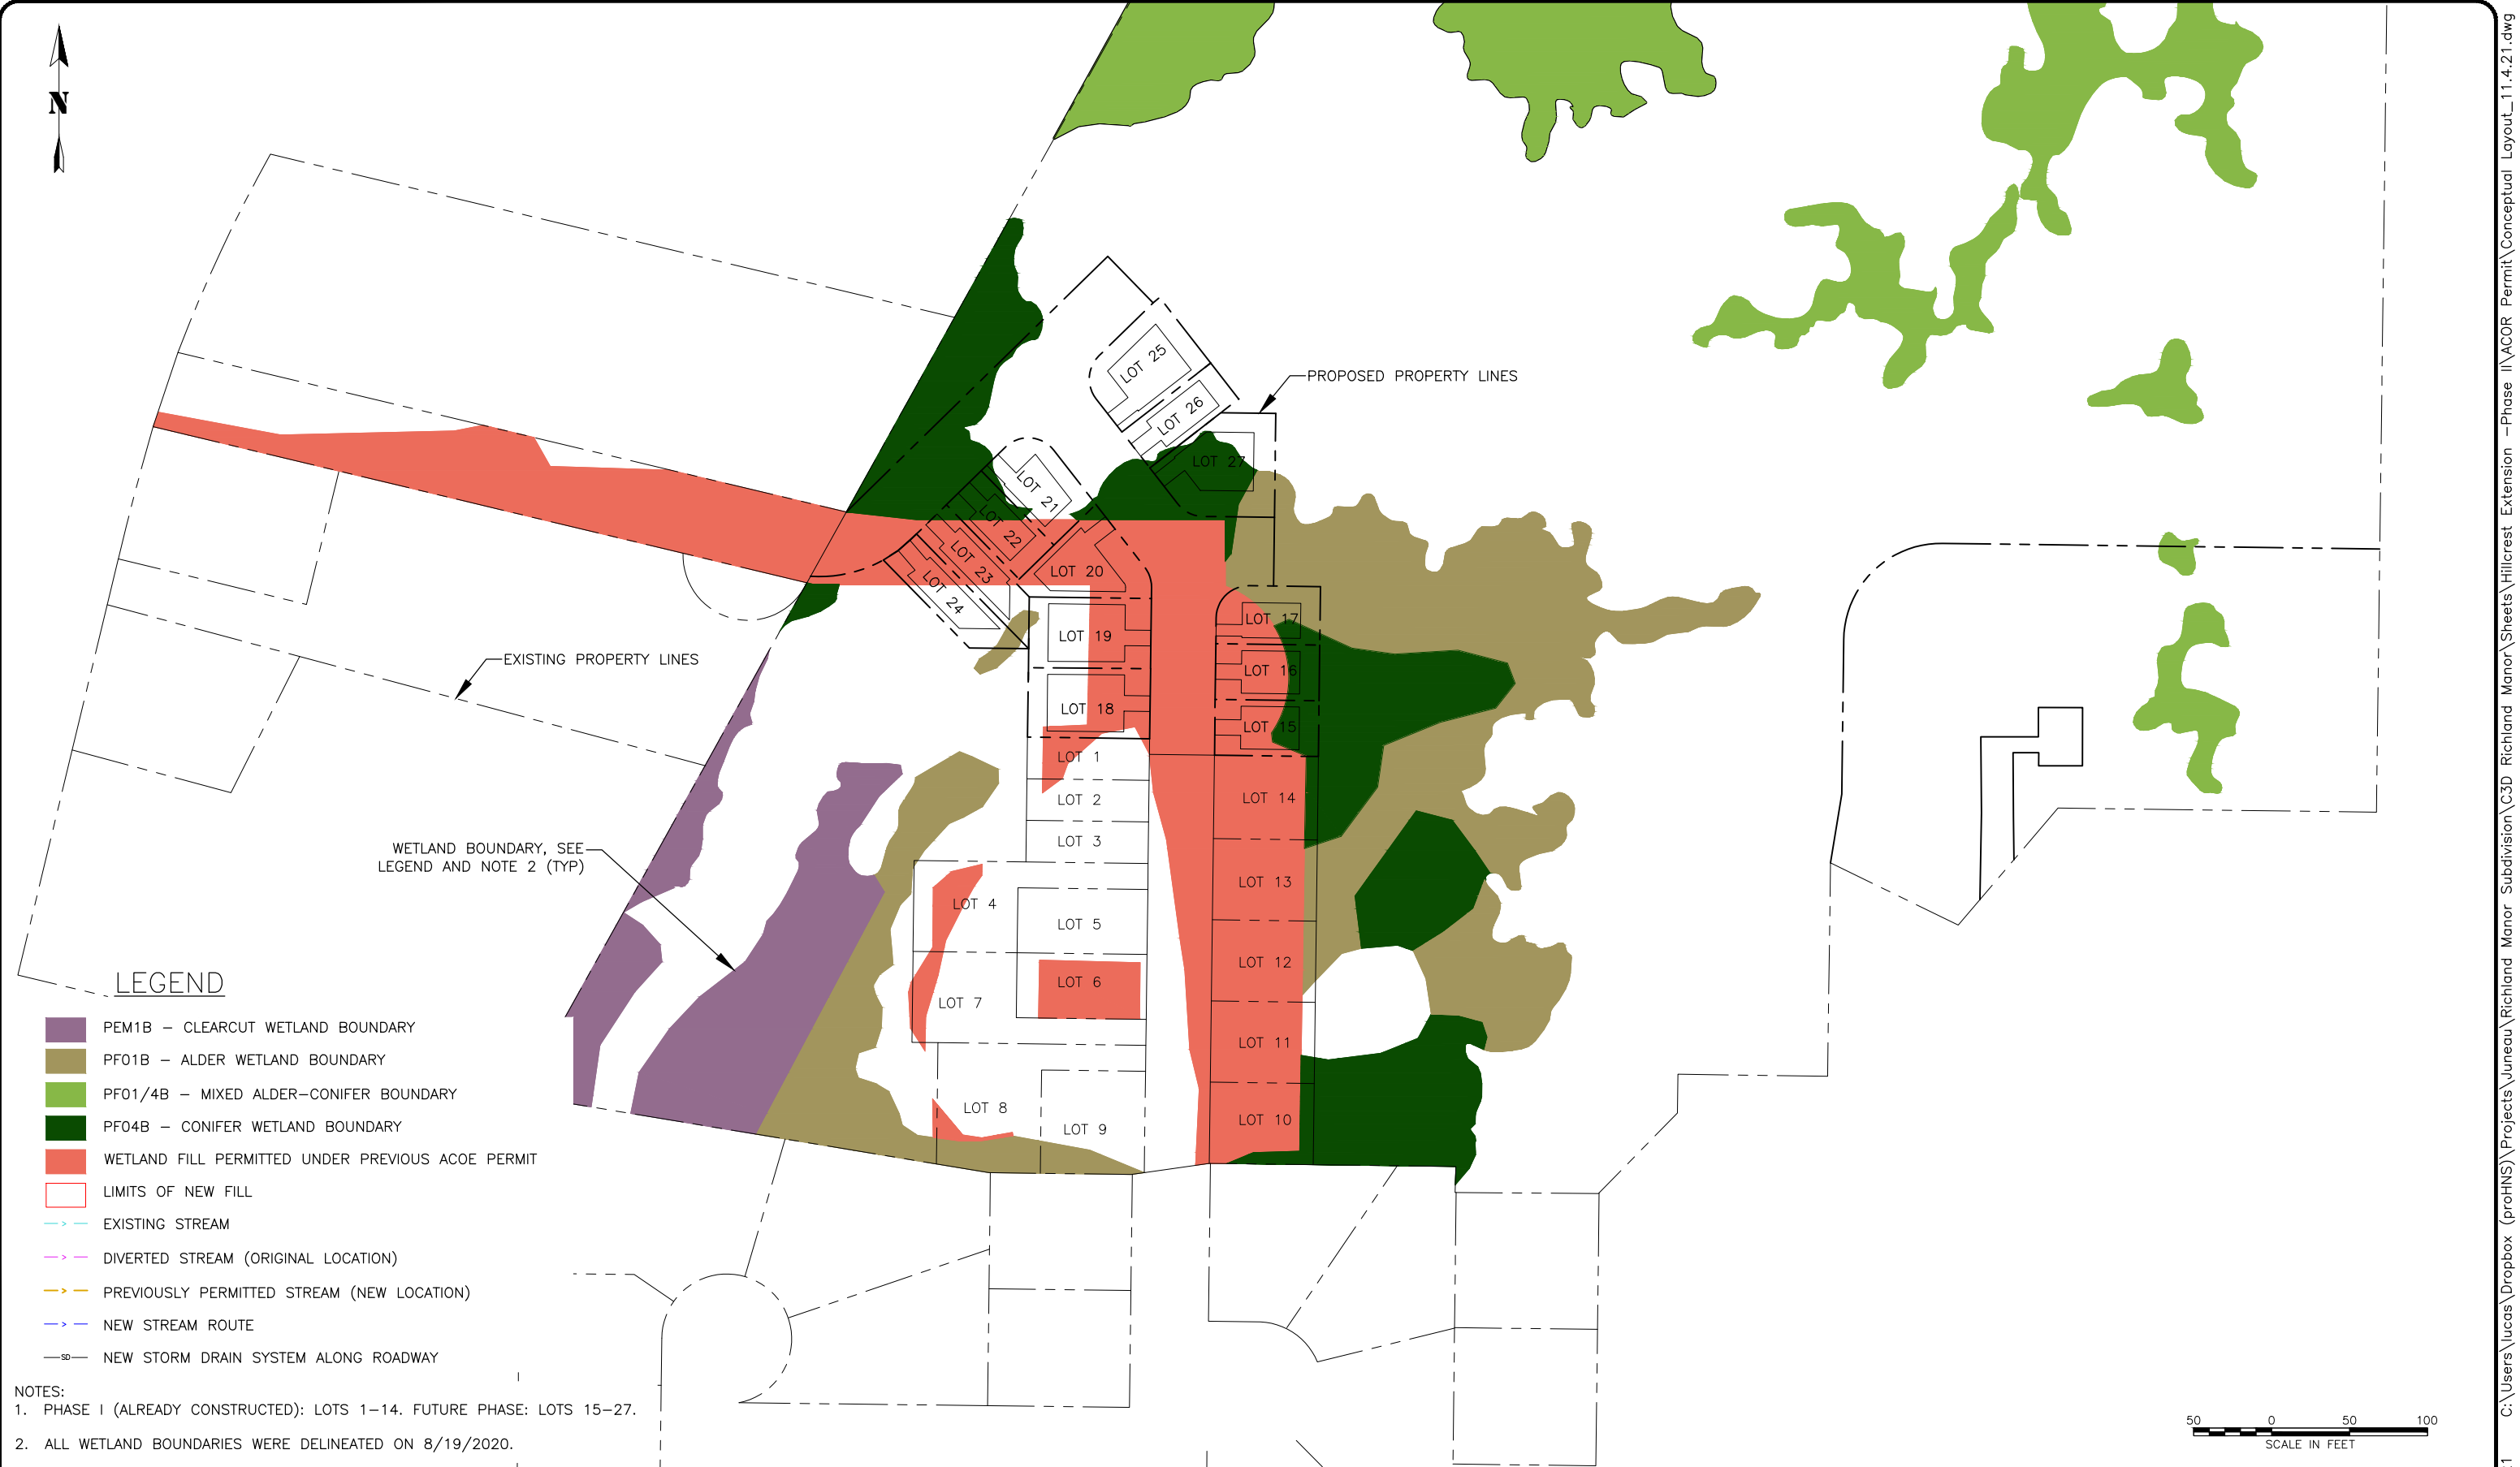 N
LOT 25
LOT 26
PROPOSED PROPERTY LINES
LOT 27
LOT 21
LOT 22
LOT 23
LOT 20
LOT 24
LOT 17
LOT 19
EXISTING PROPERTY LINES
LOT 16
LOT 18
LOT 15
LOT 1
LOT 2
LOT 14
LOT 3
WETLAND BOUNDARY, SEE
LEGEND AND NOTE 2 (TYP)
LOT 13
LOT 4
LOT 5
LOT 12
LOT 6
LOT 7
LOT 11
LOT 8
LOT 10
LOT 9
LEGEND
PEM1B - CLEARCUT WETLAND BOUNDARY
PF01B - ALDER WETLAND BOUNDARY
PF01/4B - MIXED ALDER-CONIFER BOUNDARY
PF04B - CONIFER WETLAND BOUNDARY
WETLAND FILL PERMITTED UNDER PREVIOUS ACOE PERMIT
LIMITS OF NEW FILL
EXISTING STREAM
DIVERTED STREAM (ORIGINAL LOCATION)
PREVIOUSLY PERMITTED STREAM (NEW LOCATION)
NEW STREAM ROUTE
SD NEW STORM DRAIN SYSTEM ALONG ROADWAY
NOTES:
1. PHASE I (ALREADY CONSTRUCTED): LOTS 1-14. FUTURE PHASE: LOTS 15-27.
2. ALL WETLAND BOUNDARIES WERE DELINEATED ON 8/19/2020.
50 0 50 100
SCALE IN FEET
C:\Users\lucas\Dropbox (proHNS)\Projects\Juneau\Richland Manor Subdivision\C3D Richland Manor\Sheets\Hillcrest Extension -Phase II\ACOR Permit\Conceptual Layout_11.4.21.dwg